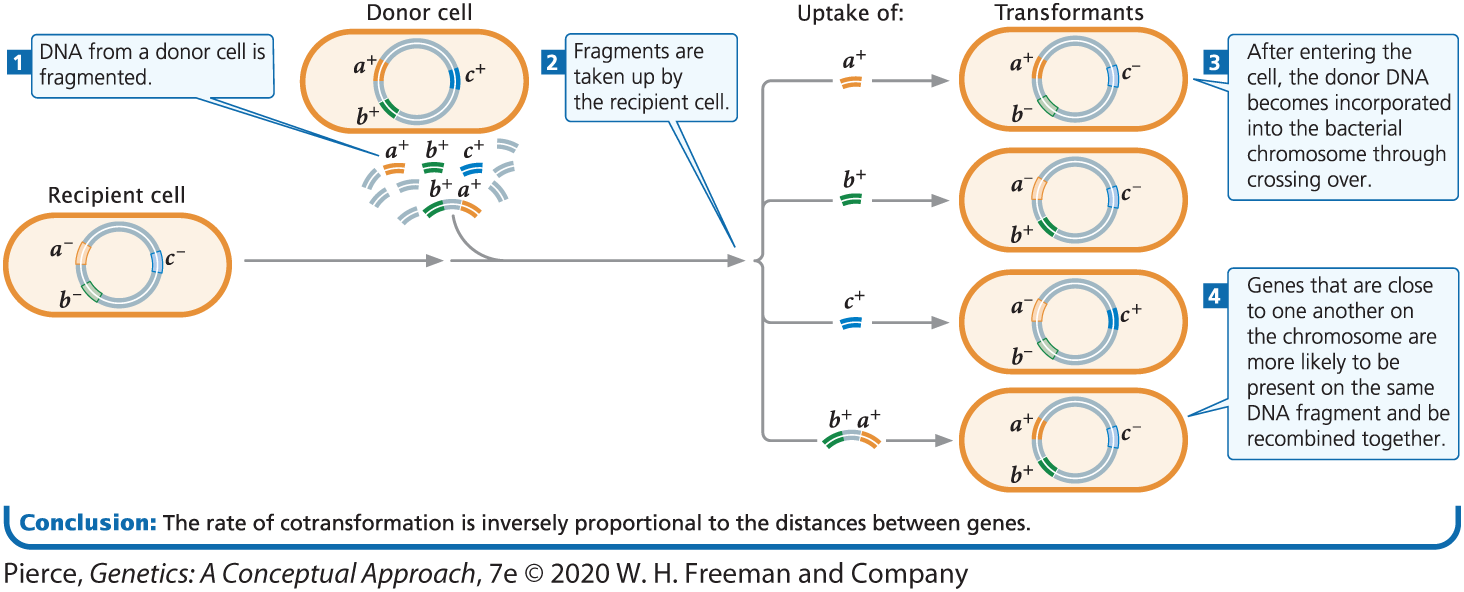 Donor cell
Uptake of:
Transformants
1 DNA from a donor cell is
fragmented.
a⁺
c⁺
b⁺
2 Fragments are
taken up by
the recipient cell.
a⁺
a⁺
c⁻
b⁻
3 After entering the
cell, the donor DNA
becomes incorporated
into the bacterial
chromosome through
crossing over.
a⁺ b⁺ c⁺
b⁺ a⁺
Recipient cell
a⁻
c⁻
b⁻
b⁺
a⁻
c⁻
b⁺
c⁺
a⁻
c⁺
b⁻
4 Genes that are close
to one another on
the chromosome are
more likely to be
present on the same
DNA fragment and be
recombined together.
b⁺ a⁺
a⁺
c⁻
b⁺
Conclusion: The rate of cotransformation is inversely proportional to the distances between genes.
Pierce, Genetics: A Conceptual Approach, 7e © 2020 W. H. Freeman and Company